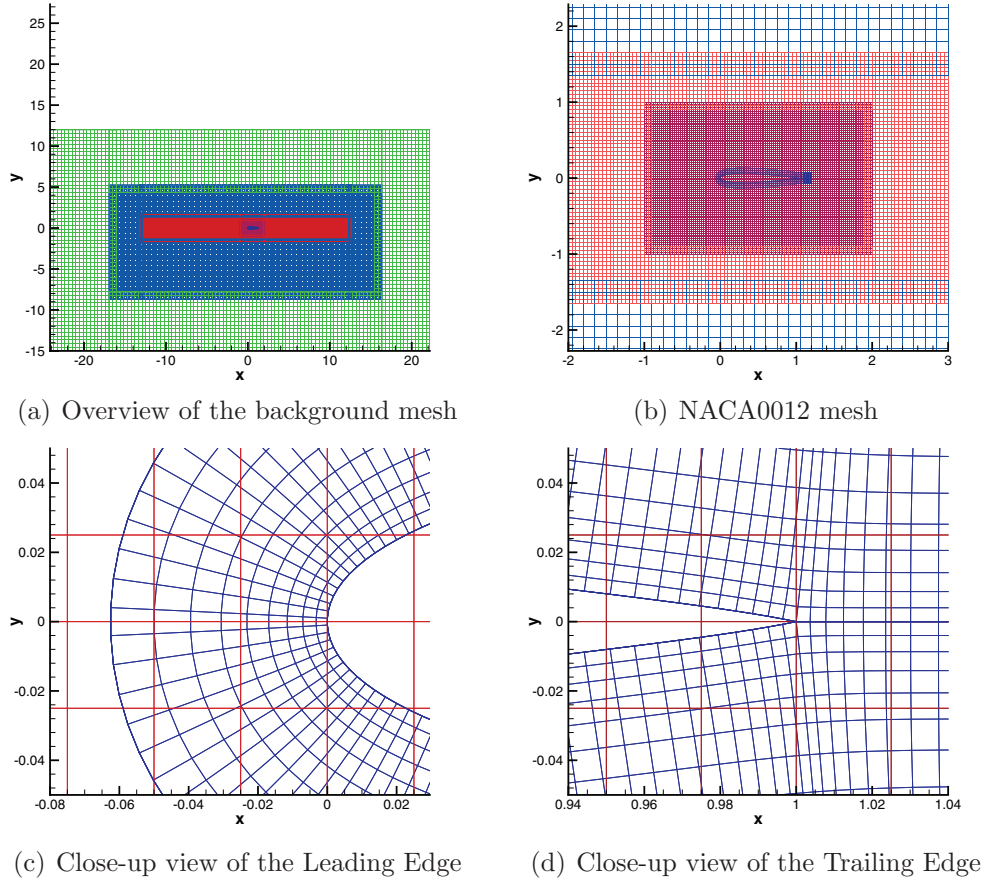 25
20
15
10
y
5
0
-5
-10
-15
-20 -10 0 10 20
x
(a) Overview of the background mesh
2
1
y
0
-1
-2
-2 -1 0 1 2 3
x
(b) NACA0012 mesh
0.04
0.02
y
0
-0.02
-0.04
-0.08 -0.06 -0.04 -0.02 0 0.02
x
(c) Close-up view of the Leading Edge
0.04
0.02
y
0
-0.02
-0.04
0.94 0.96 0.98 1 1.02 1.04
x
(d) Close-up view of the Trailing Edge